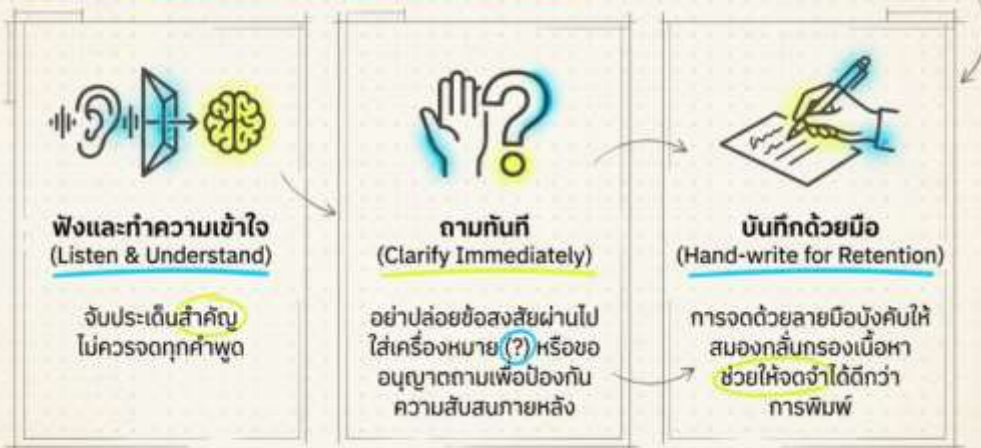 ฟังและทำความเข้าใจ
(Listen & Understand)
จับประเด็นสำคัญ
ไม่ควรจดทุกคำพูด
ถามทันที
(Clarify Immediately)
อย่าปล่อยข้อสงสัยผ่านไป
ใส่เครื่องหมาย (?) หรือขอ
อนุญาตถามเพื่อป้องกัน
ความสับสนภายหลัง
บันทึกด้วยมือ
(Hand-write for Retention)
การจดด้วยลายมือบังคับให้
สมองกลั่นกรองเนื้อหา
ช่วยให้จดจำได้ดีกว่า
การพิมพ์